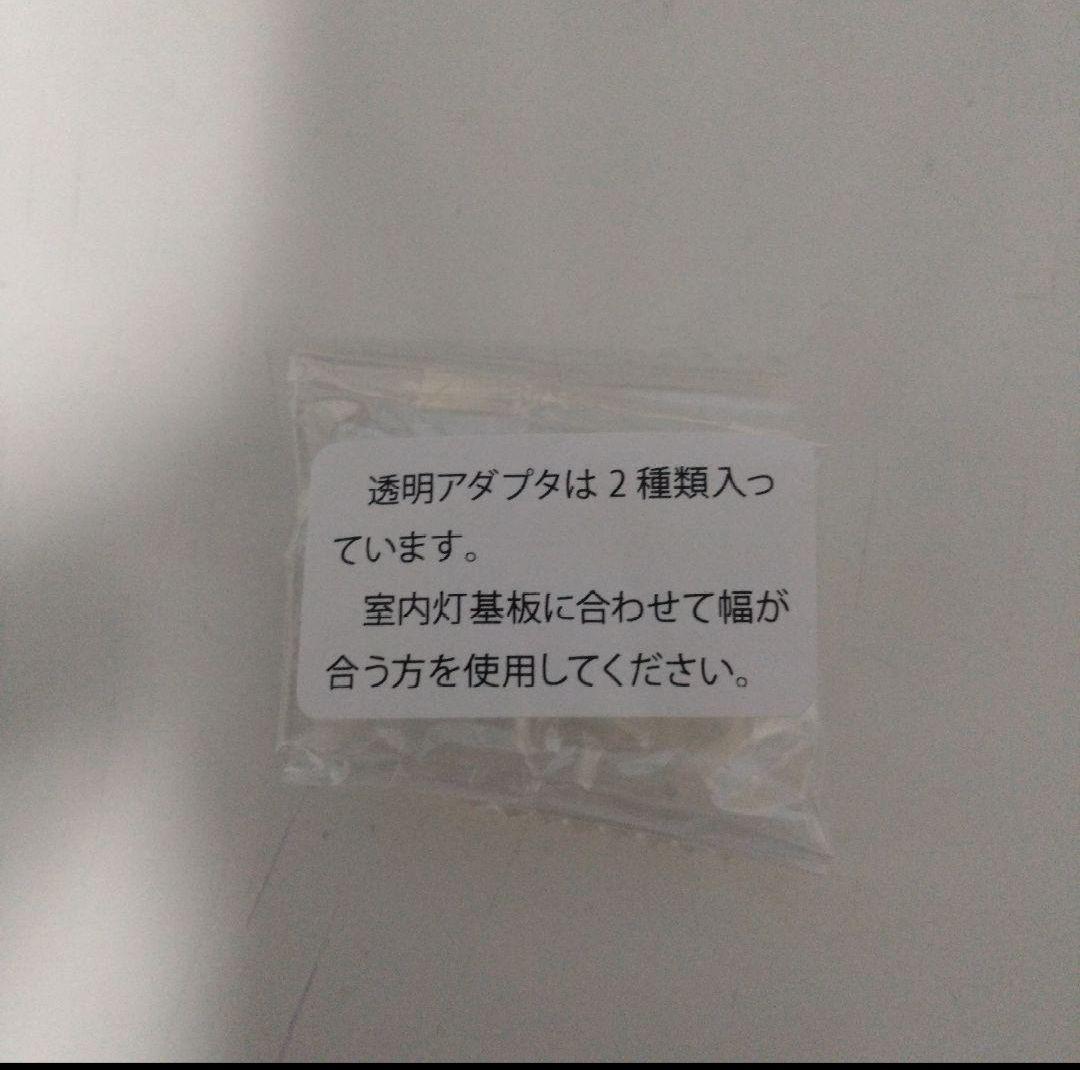 透明アダプタは 2 種類入っ
ています。
室内灯基板に合わせて幅が
合う方を使用してください。